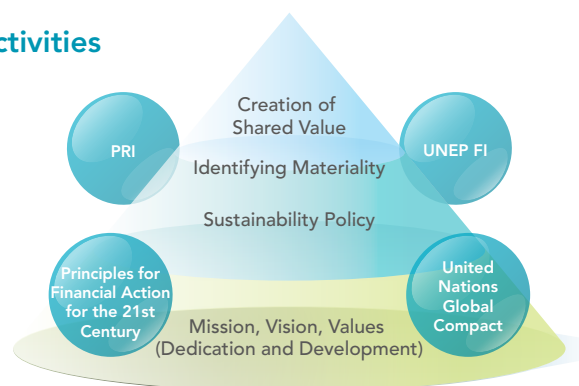 ctivities
Creation of
Shared Value
PRI
UNEP FI
Identifying Materiality
Sustainability Policy
Principles for
Financial Action
for the 21st
Century
United
Nations
Global
Compact
Mission, Vision, Values
(Dedication and Development)